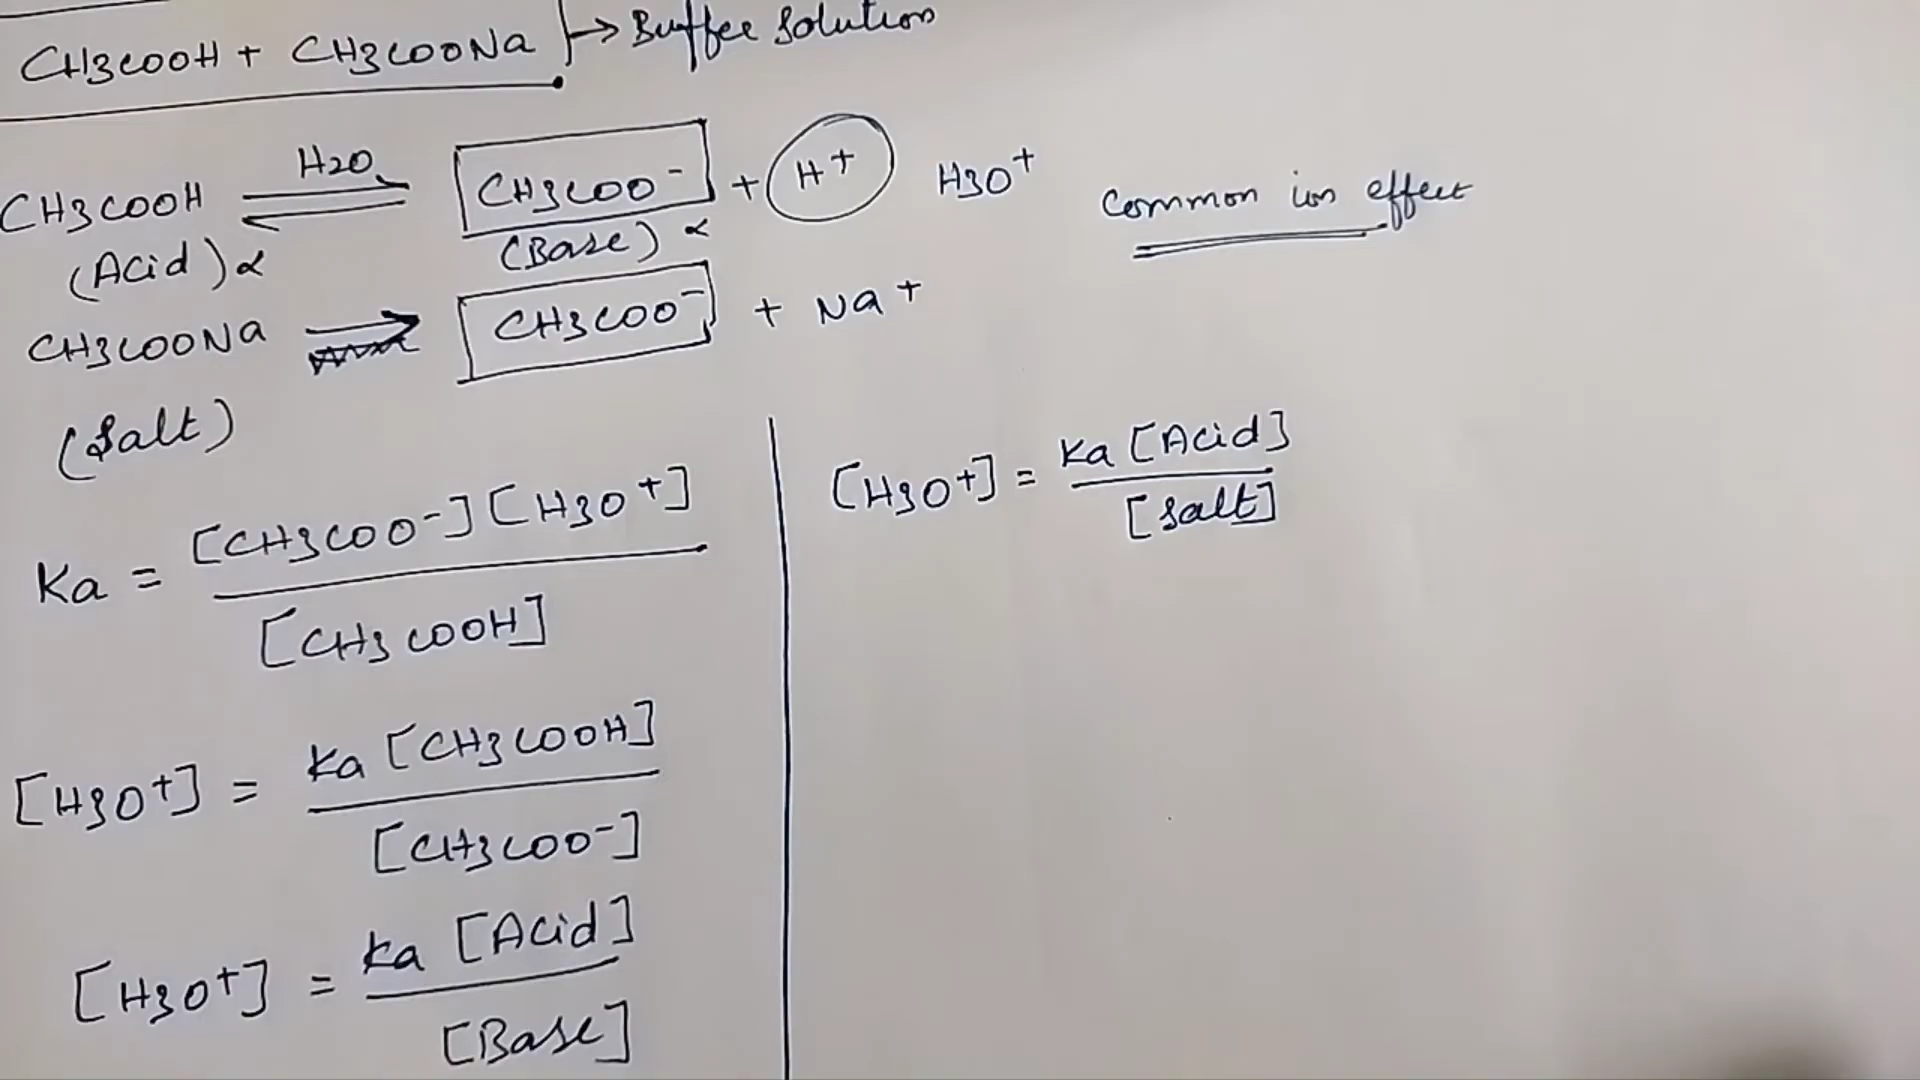 CH3COOH + CH3COONa → Buffer Solution
CH3COOH ⇌ H2O CH3COO- + H+ H3O+
Common ion effect
(Acid)α (Base)α
CH3COONa → CH3COO- + Na+
(Salt)
Ka = [CH3COO-][H3O+] / [CH3COOH]
[H3O+] = Ka [CH3COOH] / [CH3COO-]
[H3O+] = Ka [Acid] / [Base]
[H3O+] = Ka [Acid] / [Salt]